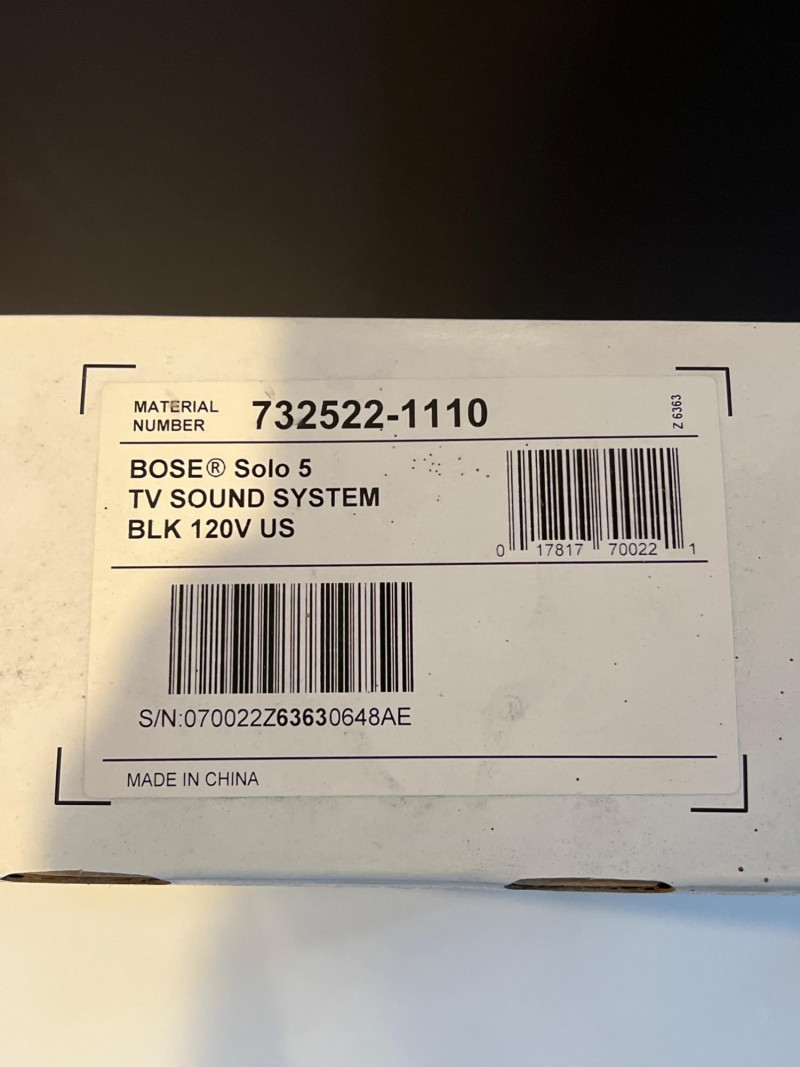 MATERIAL
NUMBER
732522-1110
Z 6363
BOSE® Solo 5
TV SOUND SYSTEM
BLK 120V US
0 17817 70022 1
S/N:070022Z63630648AE
MADE IN CHINA